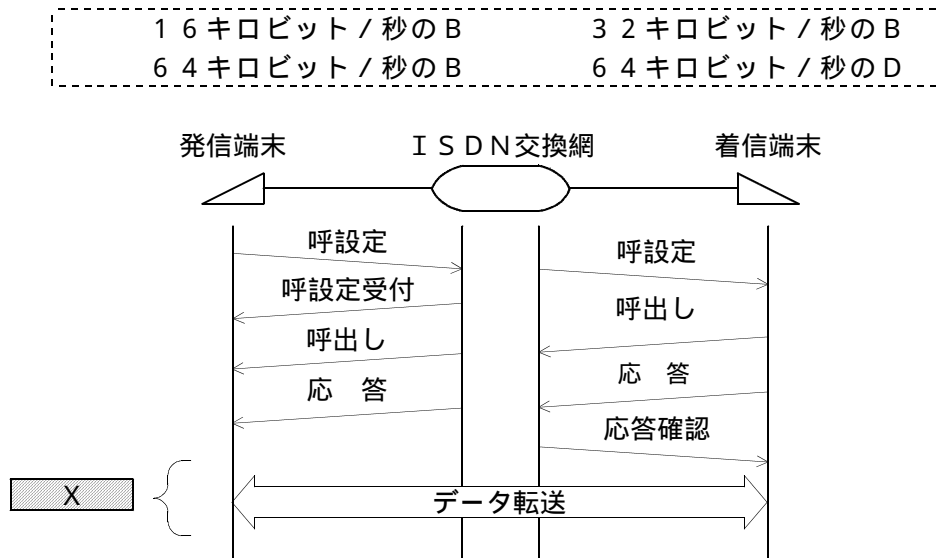 １６キロビット/秒のＢ ３２キロビット/秒のＢ
６４キロビット/秒のＢ ６４キロビット/秒のＤ
発信端末 ＩＳＤＮ交換網 着信端末
呼設定 呼設定
呼設定受付 呼出し
呼出し 応 答
応 答 応答確認
X データ転送